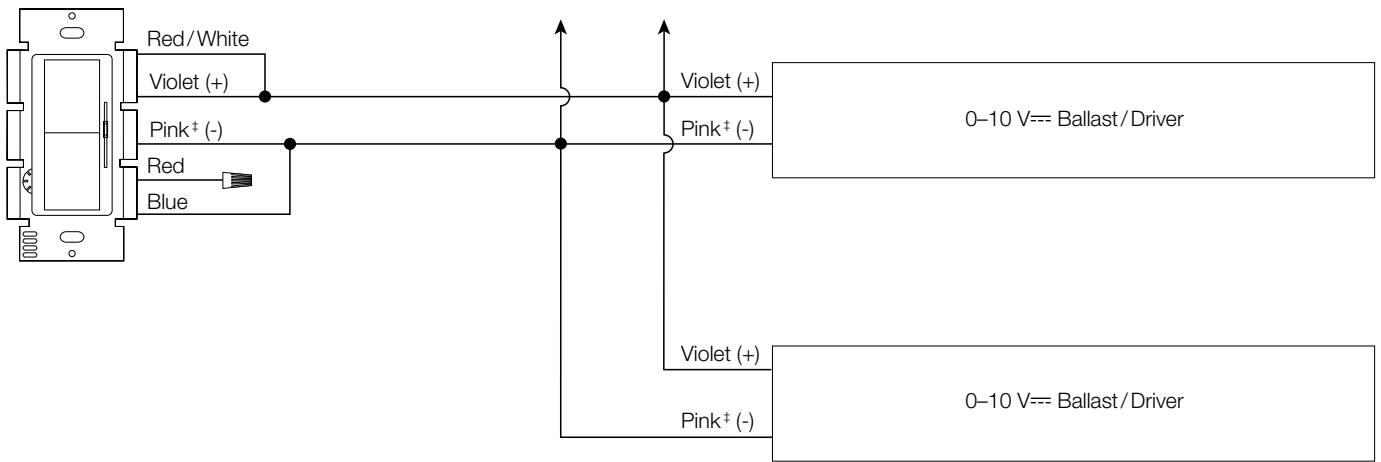 Red/White
Violet (+)
Pink‡ (-)
Red
Blue
Violet (+)
Pink‡ (-)
0–10 V⎓ Ballast/Driver
Violet (+)
Pink‡ (-)
0–10 V⎓ Ballast/Driver